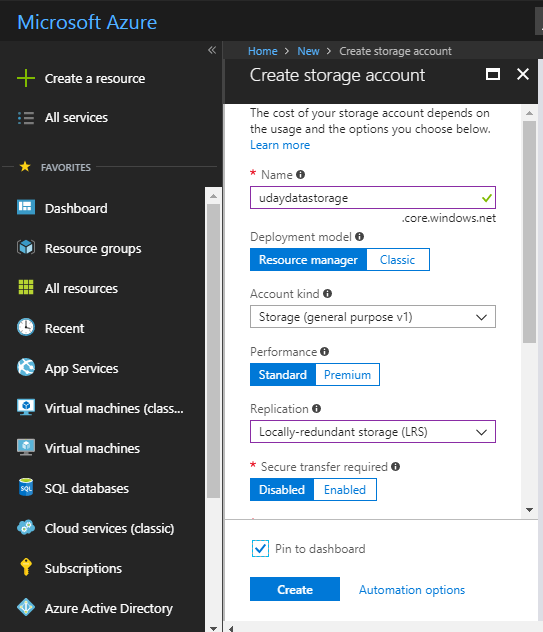 Microsoft Azure
Create a resource
All services
FAVORITES
Dashboard
Resource groups
All resources
Recent
App Services
Virtual machines (class...
Virtual machines
SQL databases
Cloud services (classic)
Subscriptions
Azure Active Directory
Home > New > Create storage account
Create storage account
The cost of your storage account depends on
the usage and the options you choose below.
Learn more
* Name
udaydatastorage
.core.windows.net
Deployment model
Resource manager Classic
Account kind
Storage (general purpose v1)
Performance
Standard Premium
Replication
Locally-redundant storage (LRS)
* Secure transfer required
Disabled Enabled
Pin to dashboard
Create Automation options